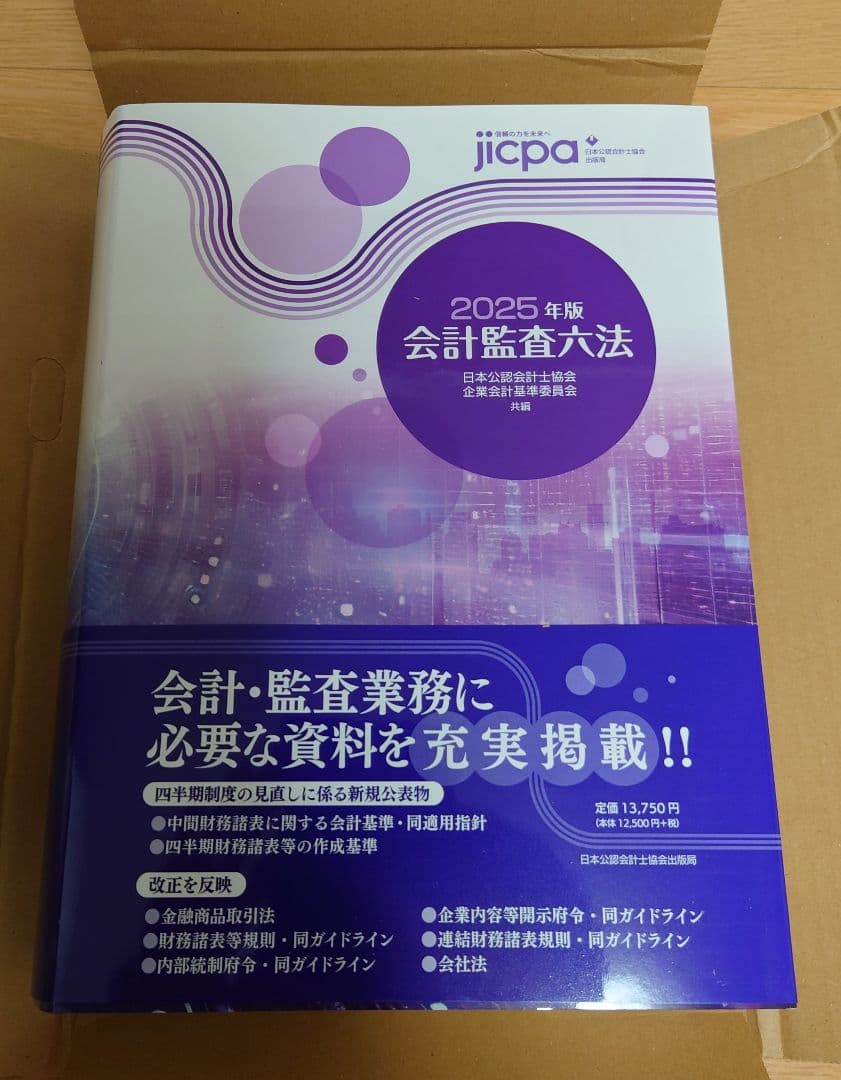 信頼の力を未来へ
jicpa
日本公認会計士協会
出版局
2025年版
会計監査六法
日本公認会計士協会
企業会計基準委員会
共編
会計・監査業務に
必要な資料を充実掲載!!
四半期制度の見直しに係る新規公表物
●中間財務諸表に関する会計基準・同適用指針
●四半期財務諸表等の作成基準
定価 13,750円
(本体 12,500円+税)
日本公認会計士協会出版局
改正を反映
●金融商品取引法
●財務諸表等規則・同ガイドライン
●内部統制府令・同ガイドライン
●企業内容等開示府令・同ガイドライン
●連結財務諸表規則・同ガイドライン
●会社法